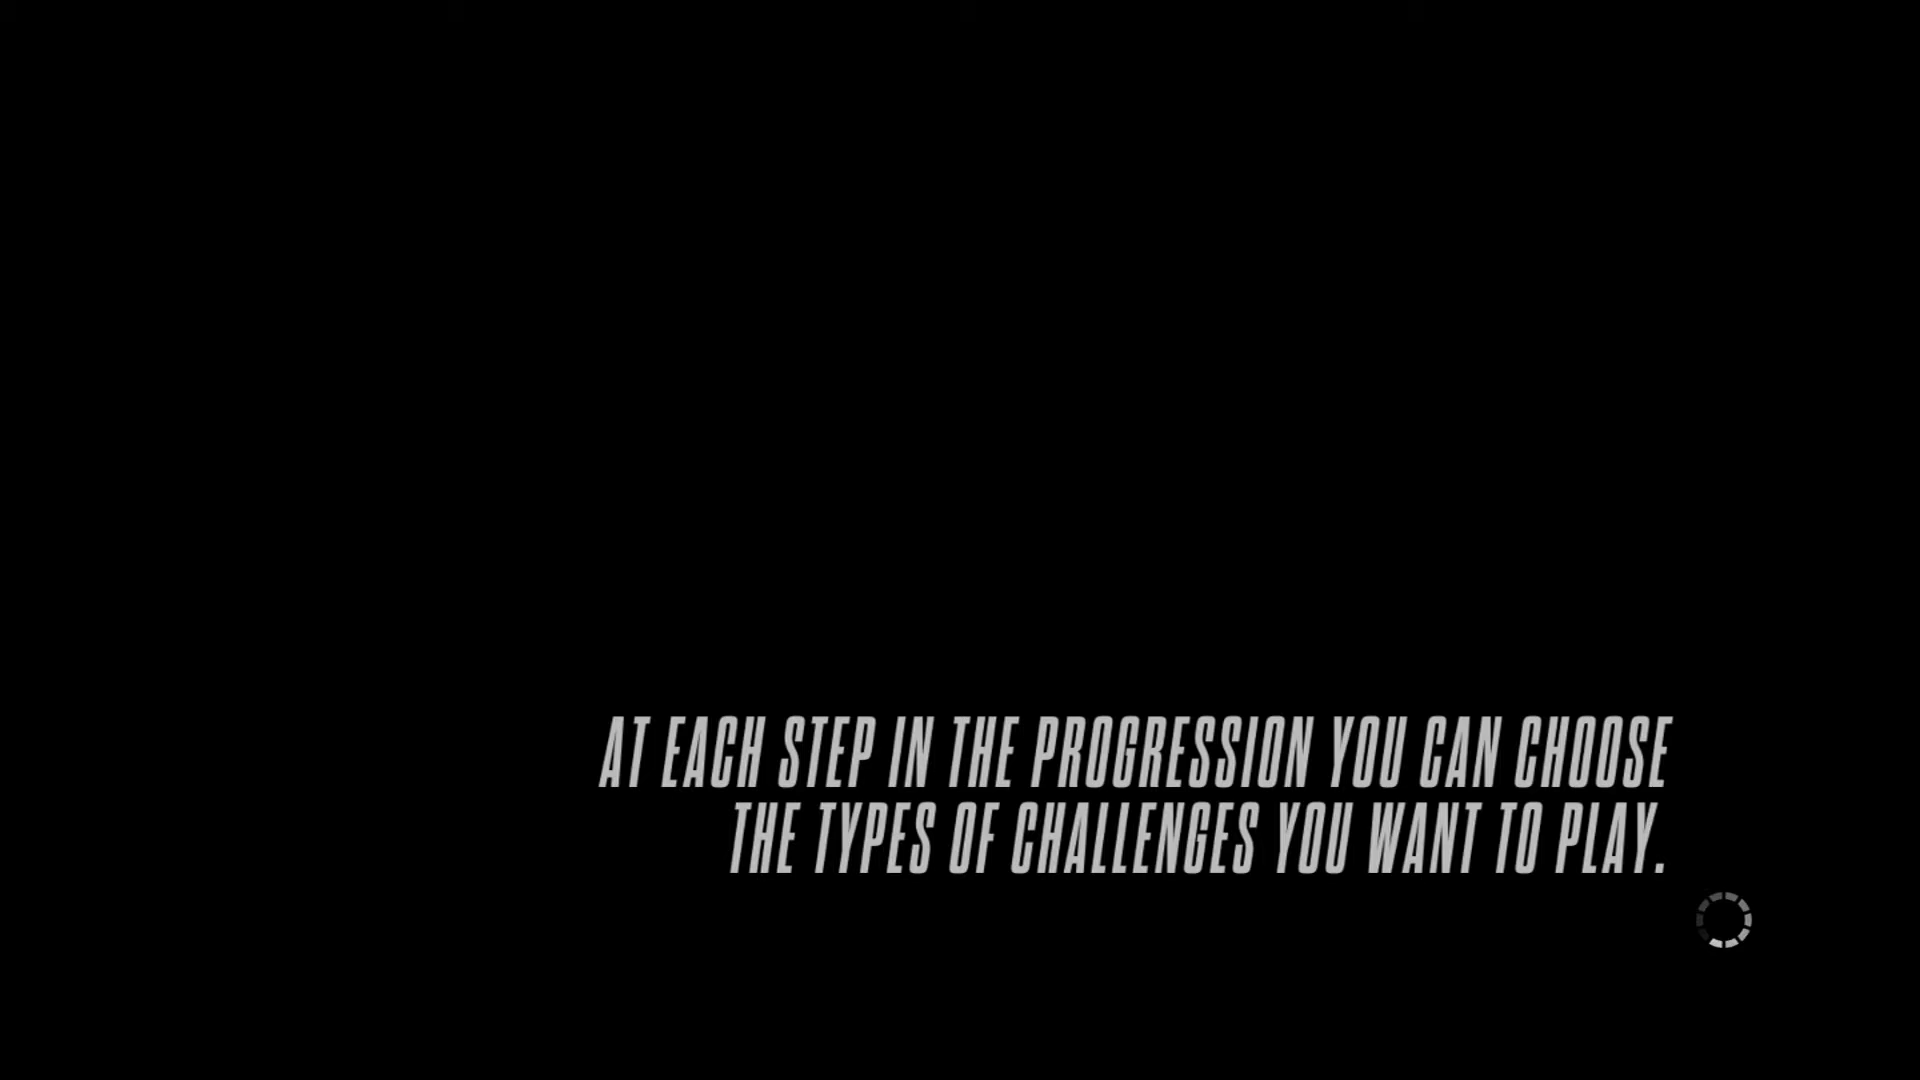 AT EACH STEP IN THE PROGRESSION YOU CAN CHOOSE
THE TYPES OF CHALLENGES YOU WANT TO PLAY.